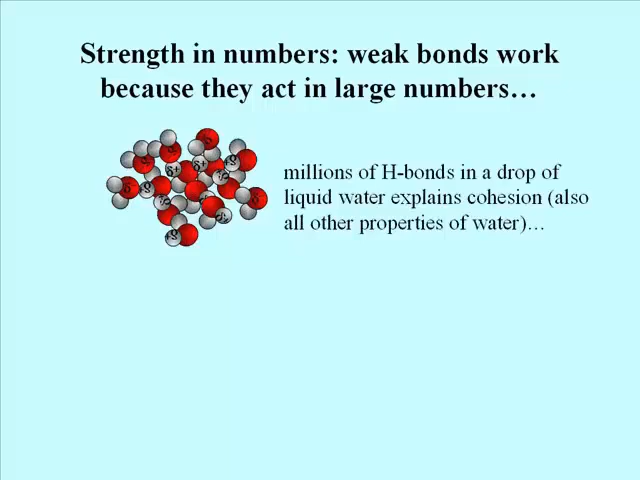 Strength in numbers: weak bonds work
because they act in large numbers…
millions of H-bonds in a drop of
liquid water explains cohesion (also
all other properties of water)…